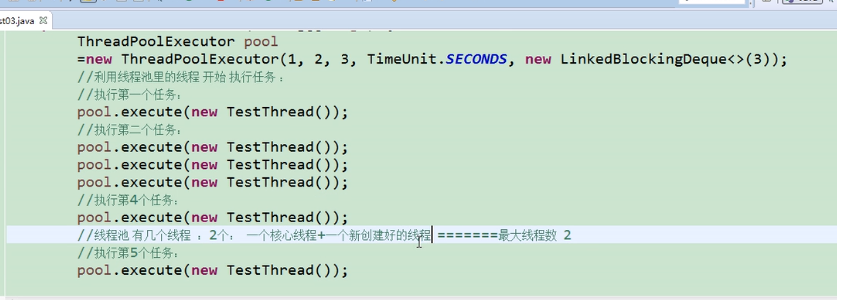 st03.java
ThreadPoolExecutor pool
=new ThreadPoolExecutor(1, 2, 3, TimeUnit.SECONDS, new LinkedBlockingDeque<>(3));
//利用线程池里的线程 开始 执行任务 :
//执行第一个任务:
pool.execute(new TestThread());
//执行第二个任务:
pool.execute(new TestThread());
pool.execute(new TestThread());
pool.execute(new TestThread());
//执行第4个任务:
pool.execute(new TestThread());
//线程池 有几个线程 : 2个: 一个核心线程+一个新创建好的线程 =======最大线程数 2
//执行第5个任务:
pool.execute(new TestThread());